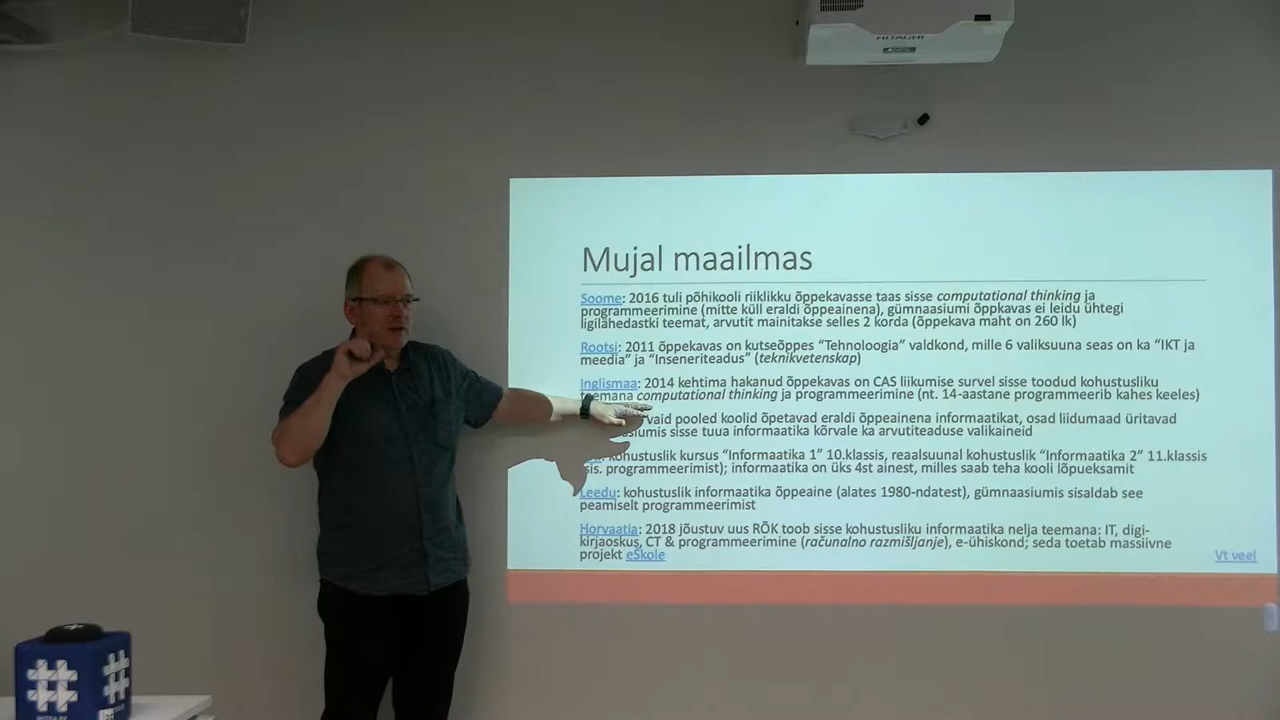 HITACHI
Mujal maailmas
Soome: 2016 tuli põhikooli riiklikku õppekavasse taas sisse computational thinking ja
programmeerimine (mitte küll eraldi õppeainena), gümnaasiumi õppkavas ei leidu ühtegi
ligilähedastki teemat, arvutit mainitakse selles 2 korda (õppekava maht on 260 lk)
Rootsi: 2011 õppekavas on kutseõppes “Tehnoloogia” valdkond, mille 6 valiksuuna seas on ka “IKT ja
meedia” ja “Inseneriteadus” (teknikvetenskap)
Inglismaa: 2014 kehtima hakanud õppekavas on CAS liikumise survel sisse toodud kohustusliku
teemana computational thinking ja programmeerimine (nt. 14-aastane programmeerib kahes keeles)
vaid pooled koolid õpetavad eraldi õppeainena informaatikat, osad liidumaad üritavad
sisse tuua informaatika kõrvale ka arvutiteaduse valikaineid
kohustuslik kursus “Informaatika 1” 10.klassis, reaalsuunal kohustuslik “Informaatika 2” 11.klassis
sis. programmeerimist); informaatika on üks 4st ainest, milles saab teha kooli lõpueksamit
Leedu: kohustuslik informaatika õppeaine (alates 1980-ndatest), gümnaasiumis sisaldab see
peamiselt programmeerimist
Horvaatia: 2018 jõustuv uus RÕK toob sisse kohustusliku informaatika nelja teemana: IT, digi-
kirjaoskus, CT & programmeerimine (računalno razmišljanje), e-ühiskond; seda toetab massiivne
projekt eŠkole
Vt veel